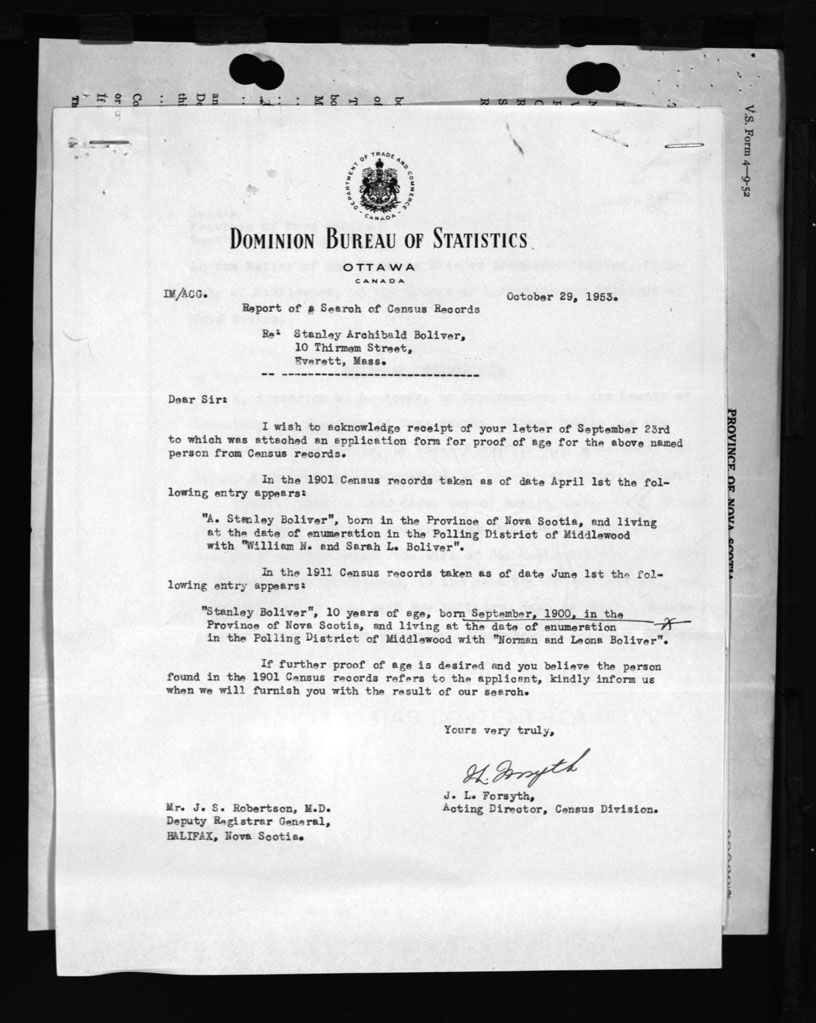 V.S. Form 4—9-52
DEPARTMENT OF TRADE AND COMMERCE
CANADA
DOMINION BUREAU OF STATISTICS
OTTAWA
CANADA
IM/ACG.
October 29, 1953.
Report of a Search of Census Records
Re: Stanley Archibald Boliver,
10 Thirmem Street,
Everett, Mass.
-- -------------------------------
Dear Sir:
I wish to acknowledge receipt of your letter of September 23rd
to which was attached an application form for proof of age for the above named
person from Census records.
In the 1901 Census records taken as of date April 1st the fol-
lowing entry appears:
"A. Stanley Boliver", born in the Province of Nova Scotia, and living
at the date of enumeration in the Polling District of Middlewood
with "William N. and Sarah L. Boliver".
In the 1911 Census records taken as of date June 1st the fol-
lowing entry appears:
"Stanley Boliver", 10 years of age, born September, 1900, in the
Province of Nova Scotia, and living at the date of enumeration
in the Polling District of Middlewood with "Norman and Leona Boliver".
If further proof of age is desired and you believe the person
found in the 1901 Census records refers to the applicant, kindly inform us
when we will furnish you with the result of our search.
Yours very truly,
J. L. Forsyth,
Acting Director, Census Division.
Mr. J. S. Robertson, M.D.
Deputy Registrar General,
HALIFAX, Nova Scotia.
PROVINCE OF NOVA SCOTIA